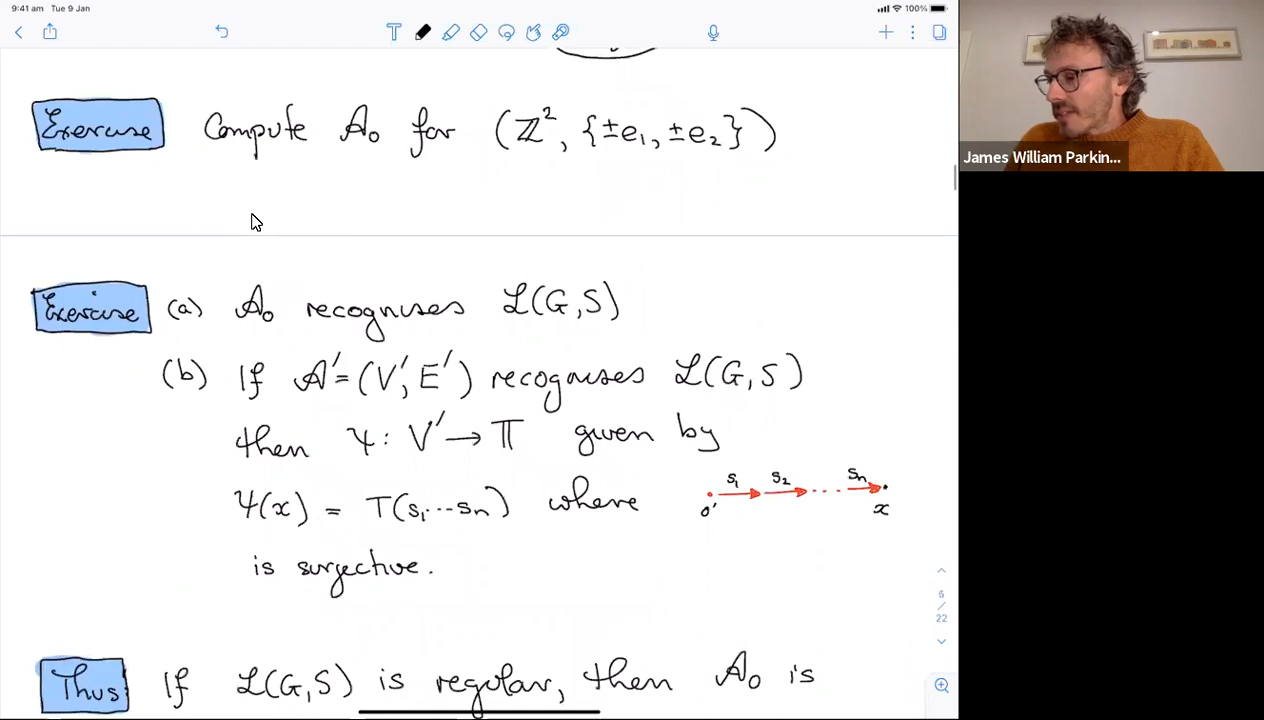 9:41 am Tue 9 Jan
100%
Exercise Compute 𝒜₀ for (ℤ², {±e₁, ±e₂})
Exercise (a) 𝒜₀ recognises ℒ(G,S)
(b) If 𝒜'=(V',E') recognises ℒ(G,S)
then Ψ: V' → 𝕋 given by
Ψ(x) = T(s₁⋯sₙ) where
s₁ s₂ sₙ
o' x
is surjective.
Thus If ℒ(G,S) is regular, then 𝒜₀ is
James William Parkin...
6
/
22